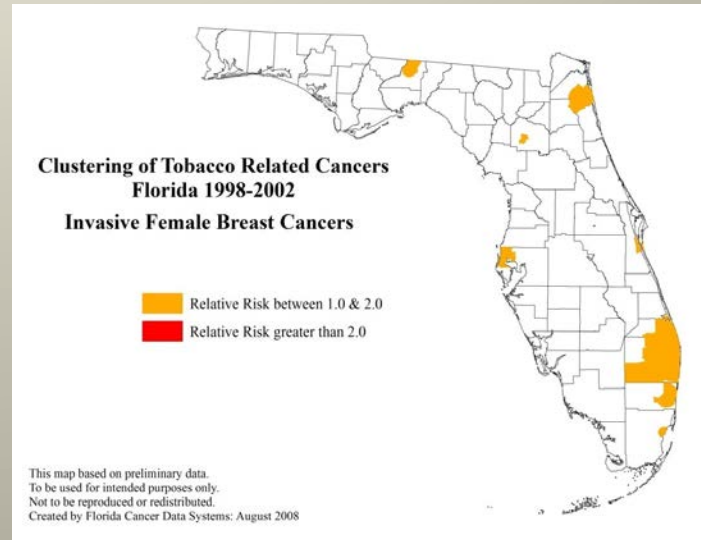 Clustering of Tobacco Related Cancers
Florida 1998-2002
Invasive Female Breast Cancers
Relative Risk between 1.0 & 2.0
Relative Risk greater than 2.0
This map based on preliminary data.
To be used for intended purposes only.
Not to be reproduced or redistributed.
Created by Florida Cancer Data Systems: August 2008